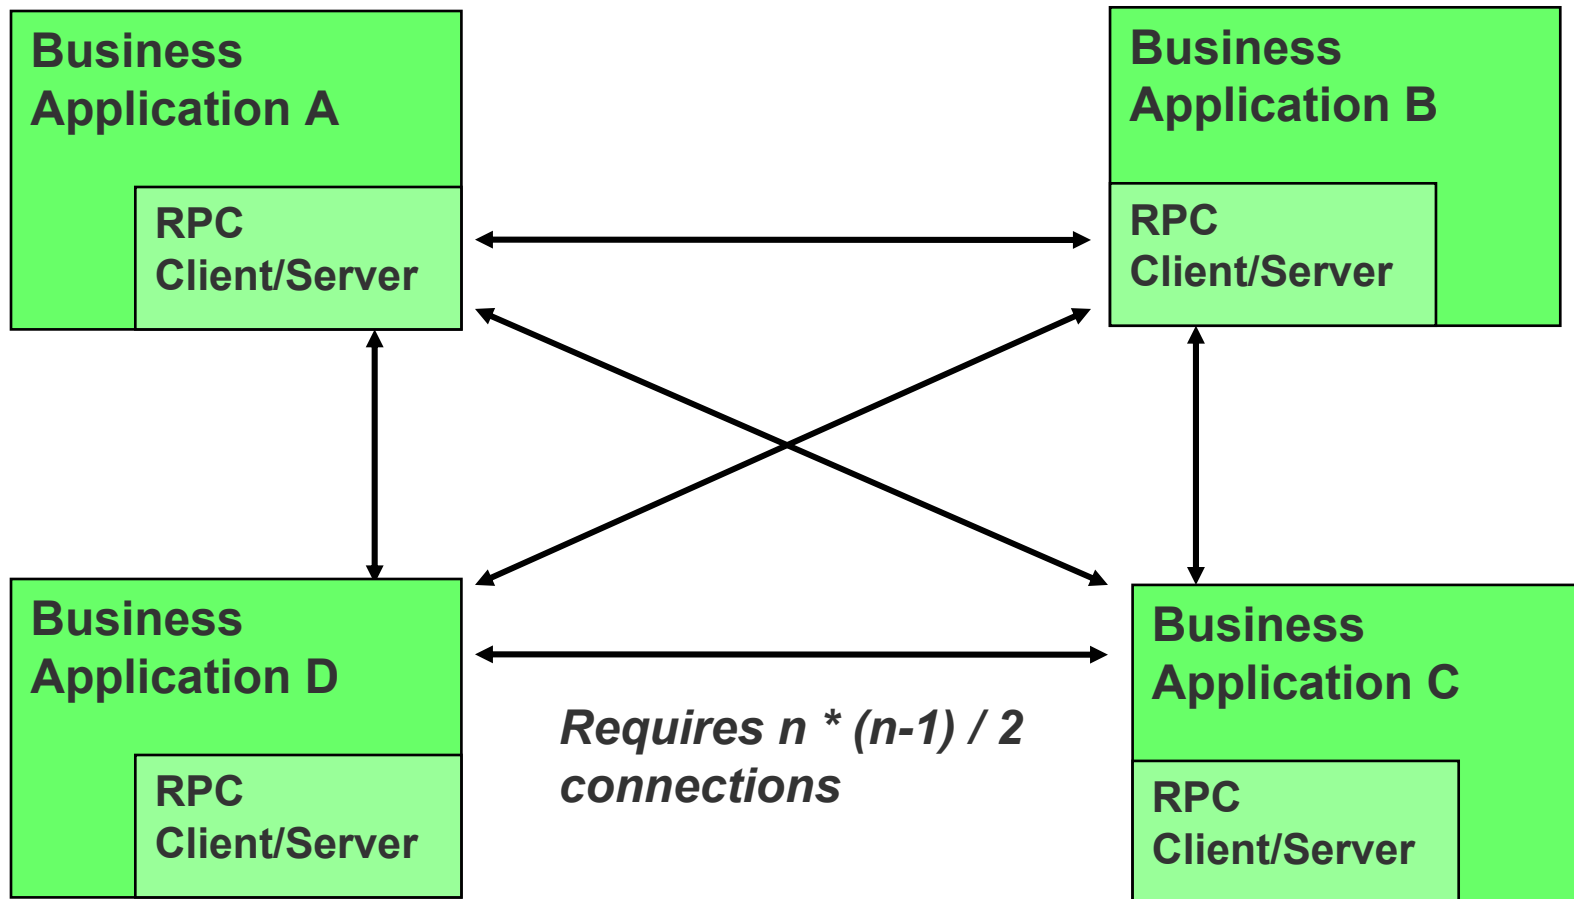 Business
Application A
RPC
Client/Server
Business
Application B
RPC
Client/Server
Business
Application D
RPC
Client/Server
Requires n * (n-1) / 2
connections
Business
Application C
RPC
Client/Server